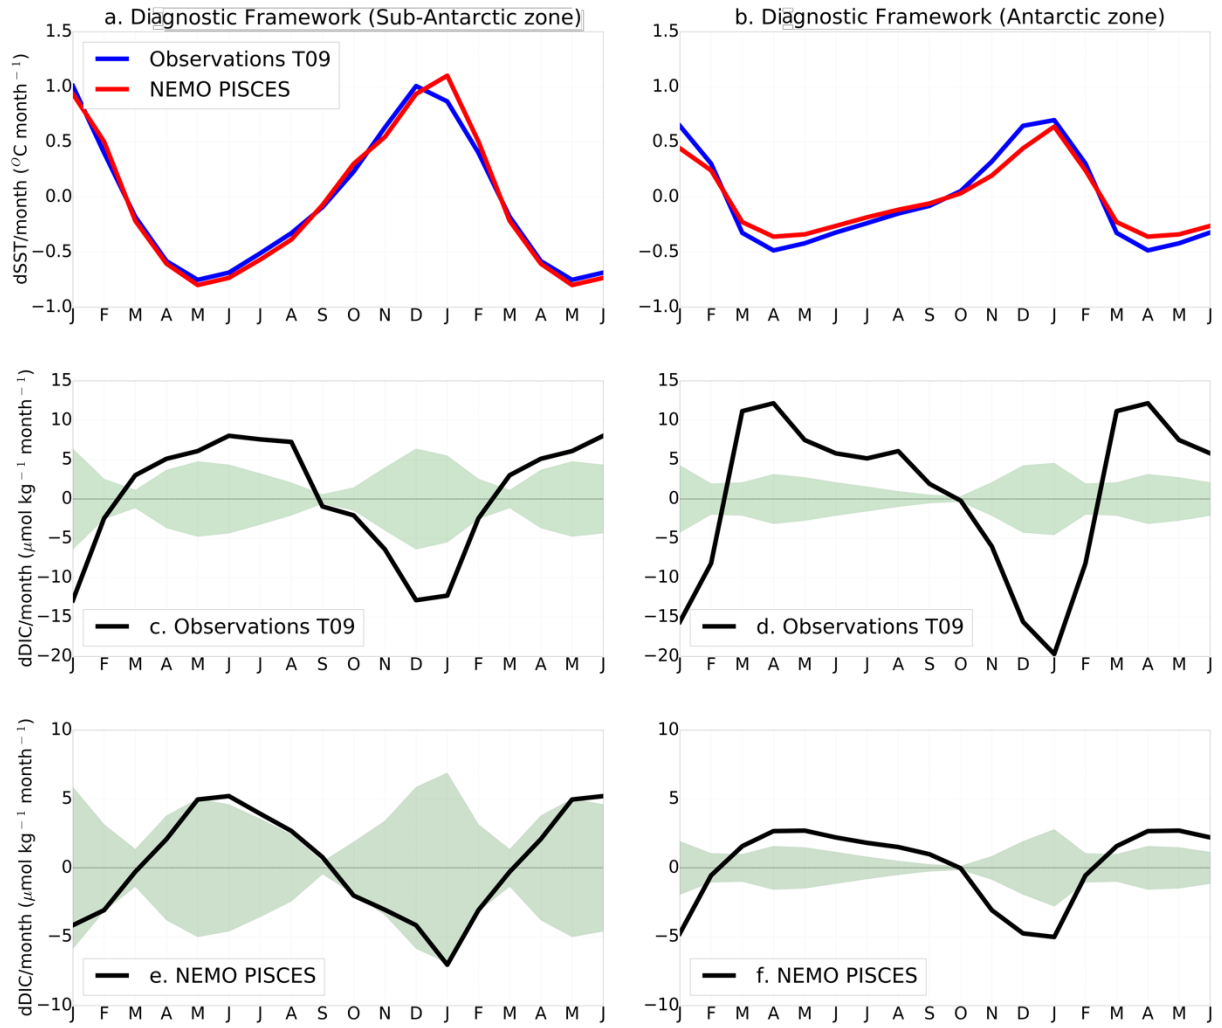 a. Diagnostic Framework (Sub-Antarctic zone)
b. Diagnostic Framework (Antarctic zone)
dSST/month (°C month⁻¹)
1.5
1.0
0.5
0.0
−0.5
−1.0
Observations T09
NEMO PISCES
J F M A M J J A S O N D J F M A M J
1.5
1.0
0.5
0.0
−0.5
−1.0
J F M A M J J A S O N D J F M A M J
dDIC/month (μmol kg⁻¹ month⁻¹)
15
10
5
0
−5
−10
−15
−20
c. Observations T09
J F M A M J J A S O N D J F M A M J
15
10
5
0
−5
−10
−15
−20
d. Observations T09
J F M A M J J A S O N D J F M A M J
dDIC/month (μmol kg⁻¹ month⁻¹)
10
5
0
−5
−10
e. NEMO PISCES
J F M A M J J A S O N D J F M A M J
10
5
0
−5
−10
f. NEMO PISCES
J F M A M J J A S O N D J F M A M J